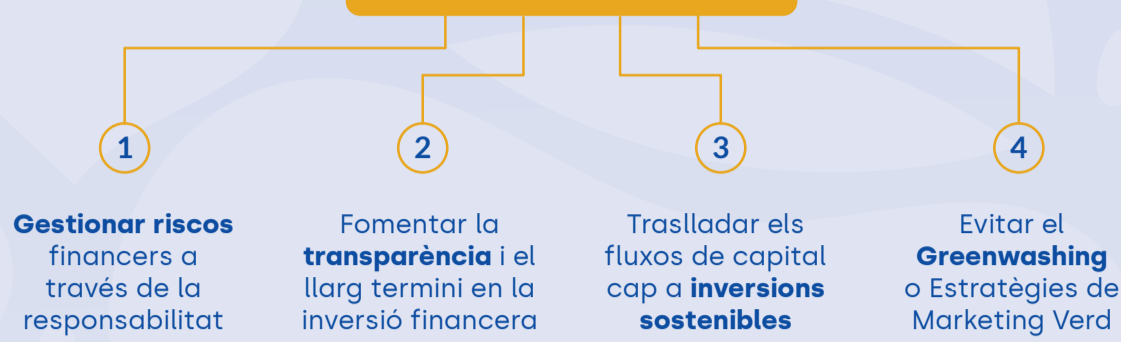 1
Gestionar riscos
financers a
través de la
responsabilitat
2
Fomentar la
transparència i el
llarg termini en la
inversió financera
3
Traslladar els
fluxos de capital
cap a inversions
sostenibles
4
Evitar el
Greenwashing
o Estratègies de
Marketing Verd